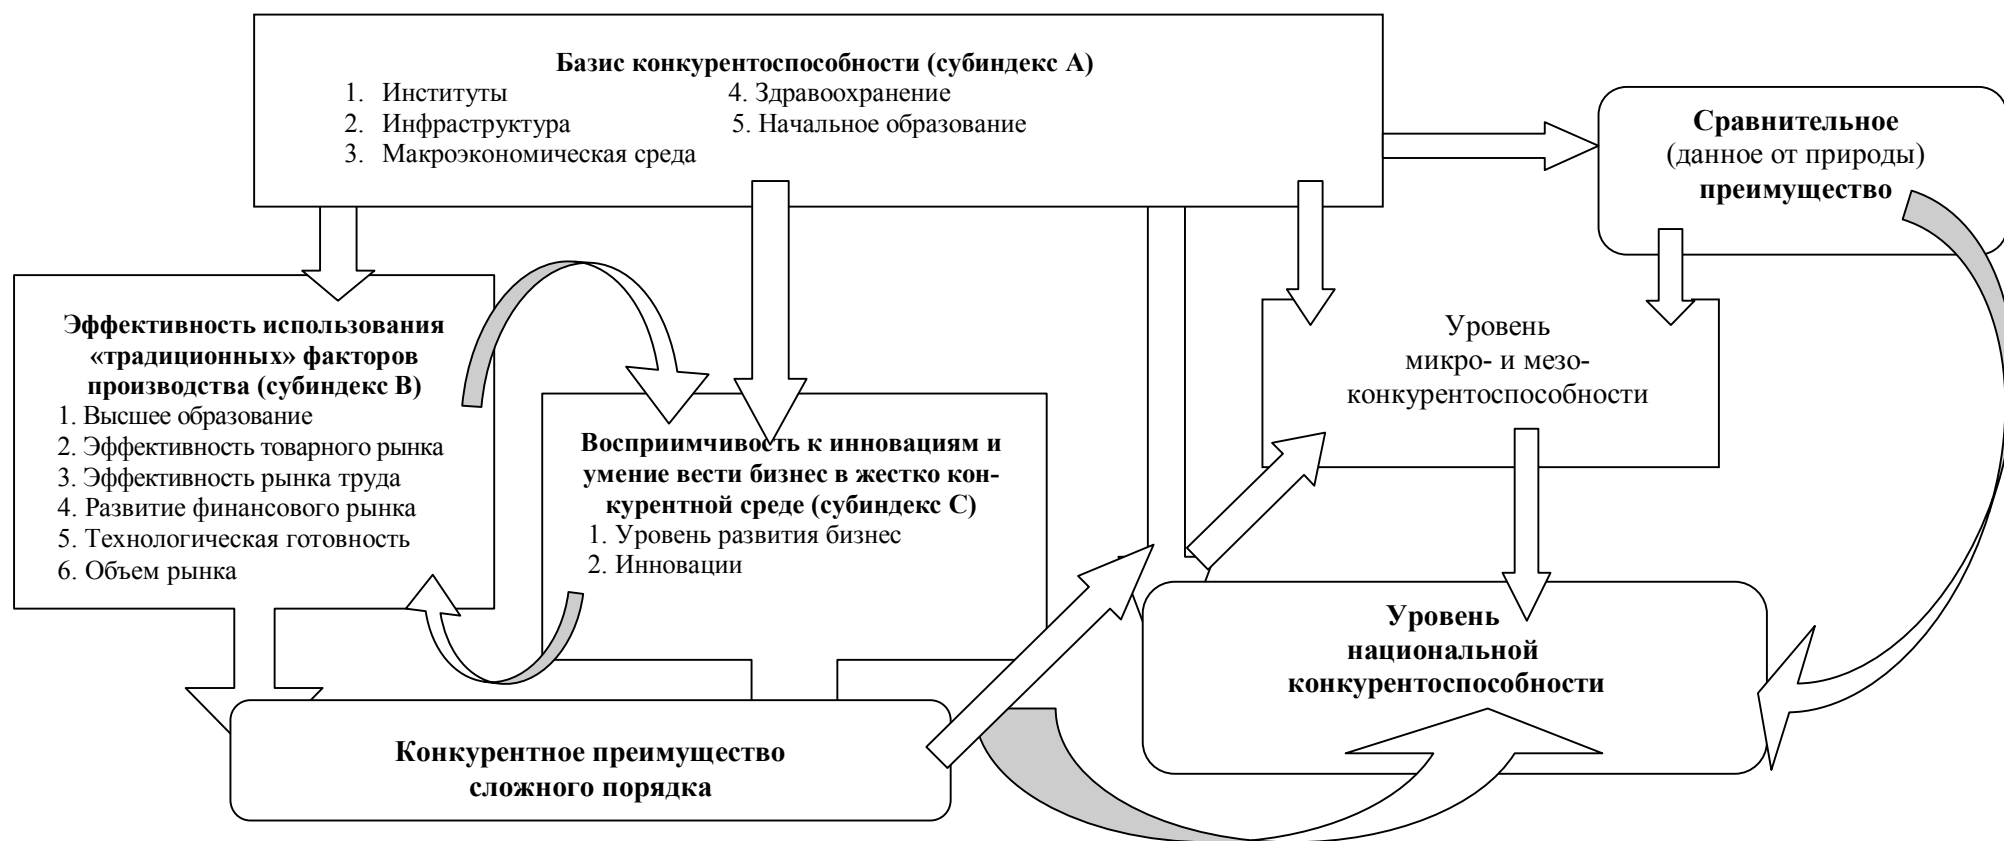 Базис конкурентоспособности (субиндекс А)
1. Институты
2. Инфраструктура
3. Макроэкономическая среда
4. Здравоохранение
5. Начальное образование
Сравнительное
(данное от природы)
преимущество
Эффективность использования
«традиционных» факторов
производства (субиндекс В)
1. Высшее образование
2. Эффективность товарного рынка
3. Эффективность рынка труда
4. Развитие финансового рынка
5. Технологическая готовность
6. Объем рынка
Восприимчивость к инновациям и
умение вести бизнес в жестко кон-
курентной среде (субиндекс С)
1. Уровень развития бизнес
2. Инновации
Уровень
микро- и мезо-
конкурентоспособности
Уровень
национальной
конкурентоспособности
Конкурентное преимущество
сложного порядка